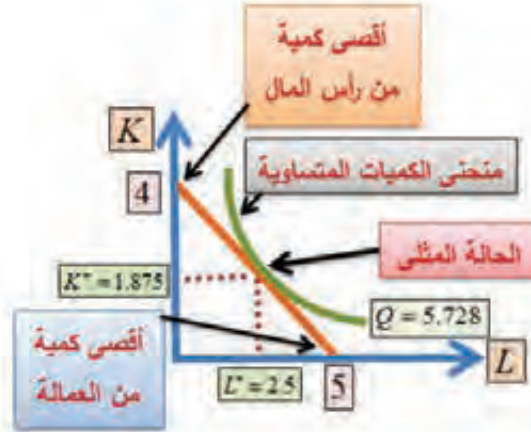 أقصى كمية
من رأس المال
K
منحنى الكميات المتساوية
4
الحالة المثلى
K* = 1.875
Q = 5.728
أقصى كمية
من العمالة
L* = 2.5
5
L